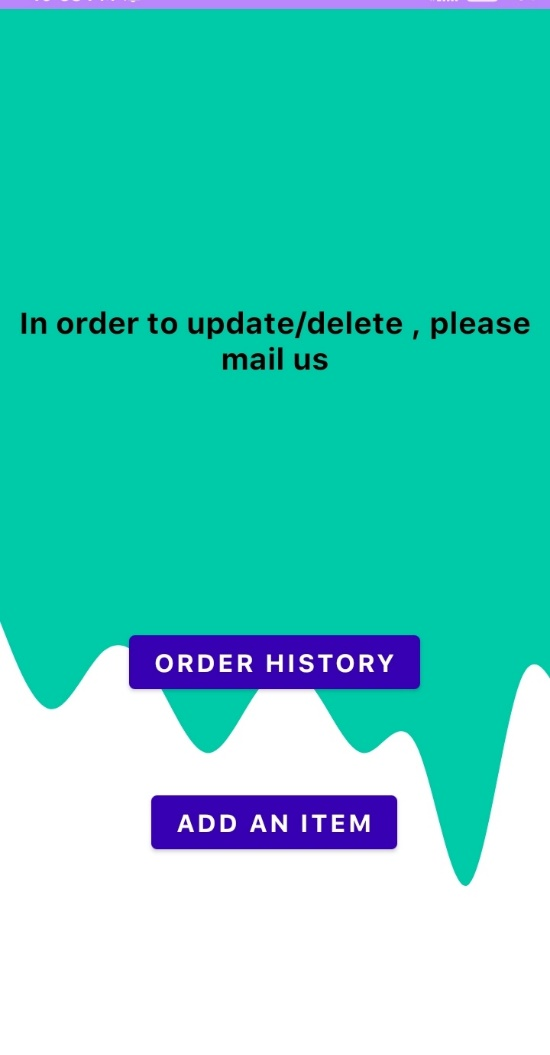 In order to update/delete , please
mail us
ORDER HISTORY
ADD AN ITEM